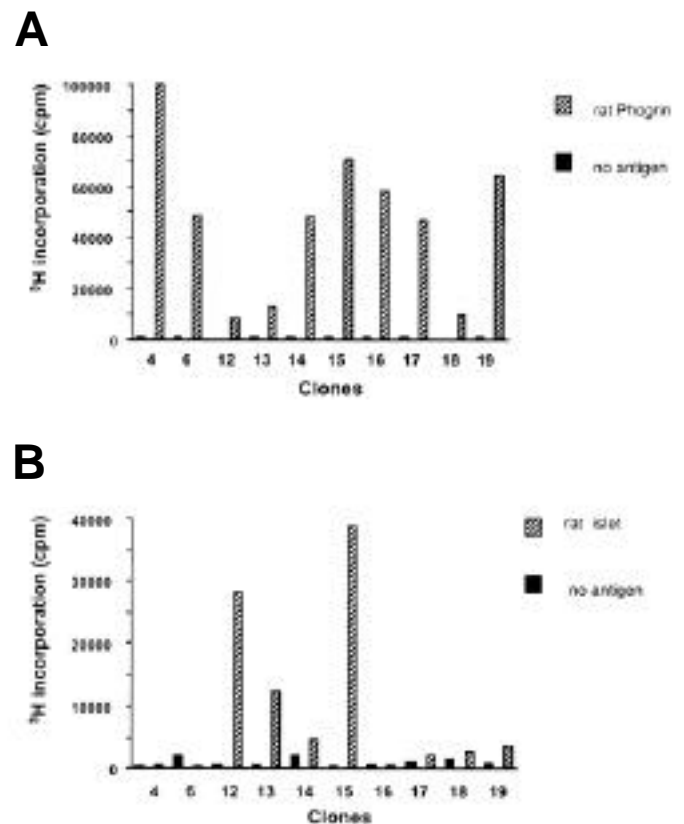 A
100000
80000
60000
40000
20000
0
³H incorporation (cpm)
4 6 12 13 14 15 16 17 18 19
Clones
rat Phogrin
no antigen
B
40000
30000
20000
10000
0
³H incorporation (cpm)
4 6 12 13 14 15 16 17 18 19
Clones
rat islet
no antigen